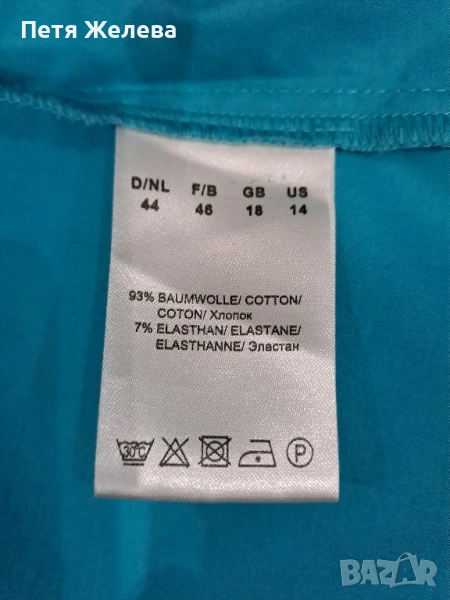 Петя Желева
D/NL F/B GB US
44 46 18 14
93% BAUMWOLLE/ COTTON/
COTON/ Хлопок
7% ELASTHAN/ ELASTANE/
ELASTHANNE/ Эластан
30°C P
BAZAR